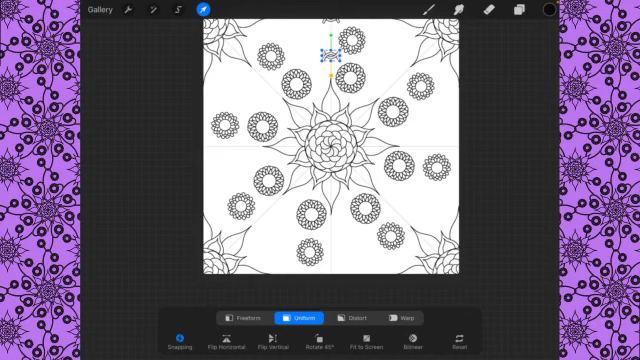 Gallery
Freeform Uniform Distort Warp
Snapping Flip Horizontal Flip Vertical Rotate 45° Fit to Screen Bilinear Reset